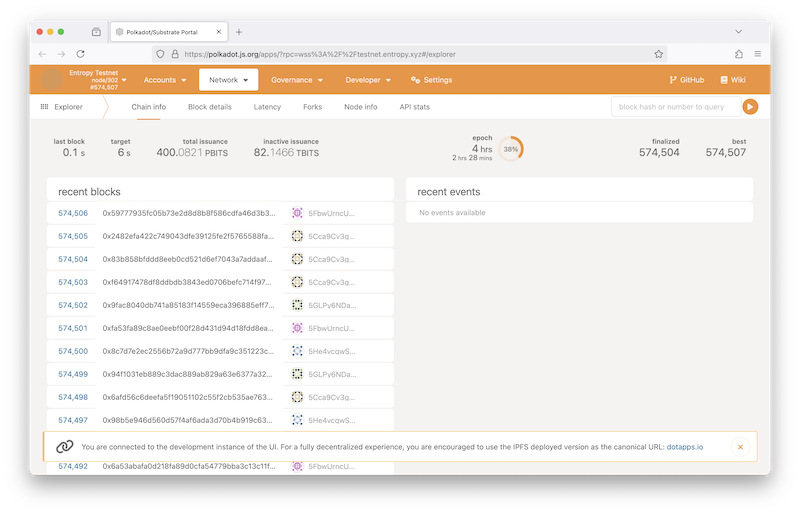 Polkadot/Substrate Portal
https://polkadot.js.org/apps/?rpc=wss%3A%2F%2Ftestnet.entropy.xyz#/explorer
Entropy Testnet
node/302
#574,507
Accounts
Network
Governance
Developer
Settings
GitHub
Wiki
Explorer
Chain info
Block details
Latency
Forks
Node info
API stats
block hash or number to query
last block
0.1 s
target
6 s
total issuance
400.0821 PBITS
inactive issuance
82.1466 TBITS
epoch
4 hrs
2 hrs 28 mins
38%
finalized
574,504
best
574,507
recent blocks
574,506 0x59777935fc05b73e2d8d8b8f586cdfa46d3b3... 5FbwUrncU...
574,505 0x2482efa422c749043dfe39125fe2f5765588fa... 5Cca9Cv3g...
574,504 0x83b858bfddd8eeb0cd521d6ef7043a7addaaf... 5Cca9Cv3g...
574,503 0xf64917478df8ddbdb3843ed0706befc714f97... 5Cca9Cv3g...
574,502 0x9fac8040db741a85183f14559eca396885eff7... 5GLPy6NDa...
574,501 0xfa53fa89c8ae0eebf00f28d431d94d18fdd8ea... 5FbwUrncU...
574,500 0x8c7d7e2ec2556b72a9d777bb9dfa9c351223c... 5He4vcqwS...
574,499 0x94f1031eb889c3dac889ab829a63e6377a32... 5GLPy6NDa...
574,498 0x6afd56c6deefa5f19051102c55f2cb535ae763... 5Cca9Cv3g...
574,497 0x98b5e946d560d57f4af6ada3d70b4b919c63... 5He4vcqwS...
574,492 0x6a53abafa0d218fa89d0cfa54779bba3c13c11f... 5FbwUrncU...
recent events
No events available
You are connected to the development instance of the UI. For a fully decentralized experience, you are encouraged to use the IPFS deployed version as the canonical URL: dotapps.io